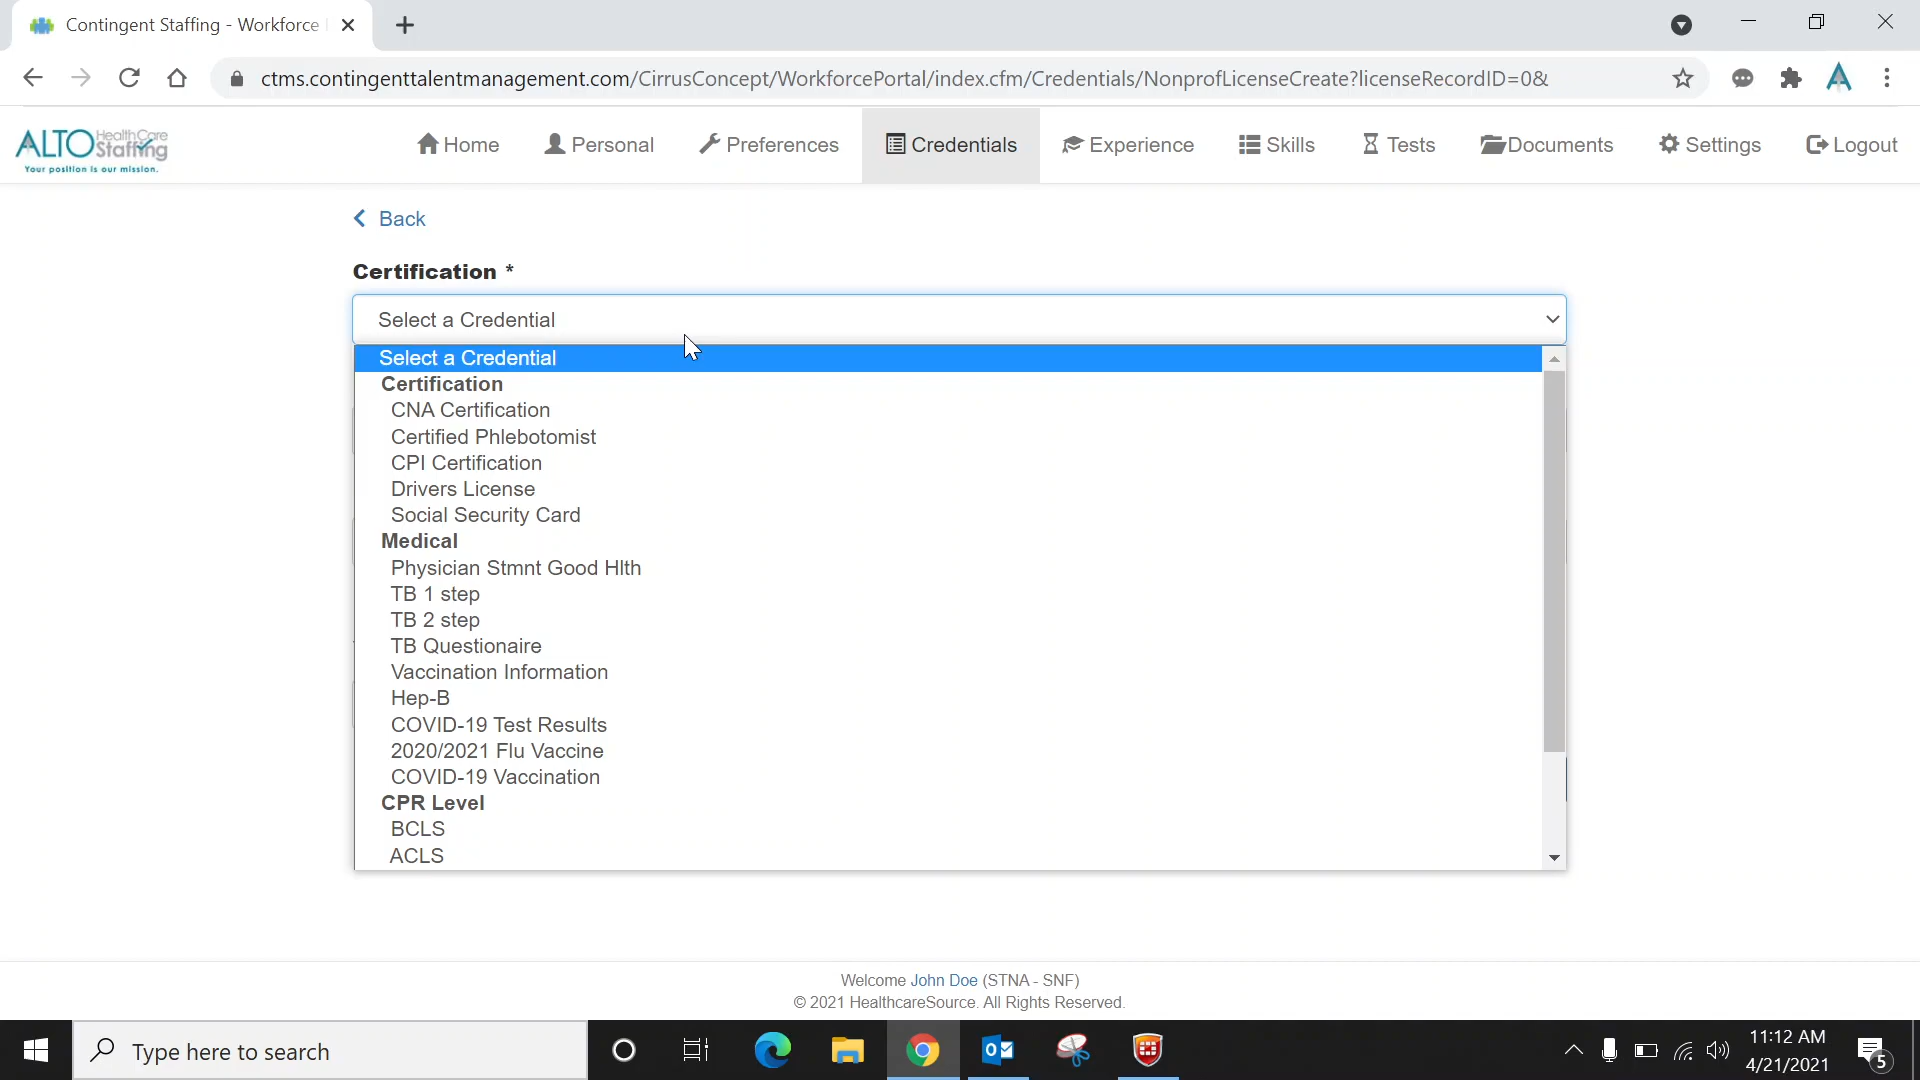 Contingent Staffing - Workforce
ctms.contingenttalentmanagement.com/CirrusConcept/WorkforcePortal/index.cfm/Credentials/NonprofLicenseCreate?licenseRecordID=0&
ALTO HealthCare Staffing
Your position is our mission.
Home
Personal
Preferences
Credentials
Experience
Skills
Tests
Documents
Settings
Logout
Back
Certification *
Select a Credential
Select a Credential
Certification
CNA Certification
Certified Phlebotomist
CPI Certification
Drivers License
Social Security Card
Medical
Physician Stmnt Good Hlth
TB 1 step
TB 2 step
TB Questionaire
Vaccination Information
Hep-B
COVID-19 Test Results
2020/2021 Flu Vaccine
COVID-19 Vaccination
CPR Level
BCLS
ACLS
Welcome John Doe (STNA - SNF)
© 2021 HealthcareSource. All Rights Reserved.
Type here to search
11:12 AM
4/21/2021
5